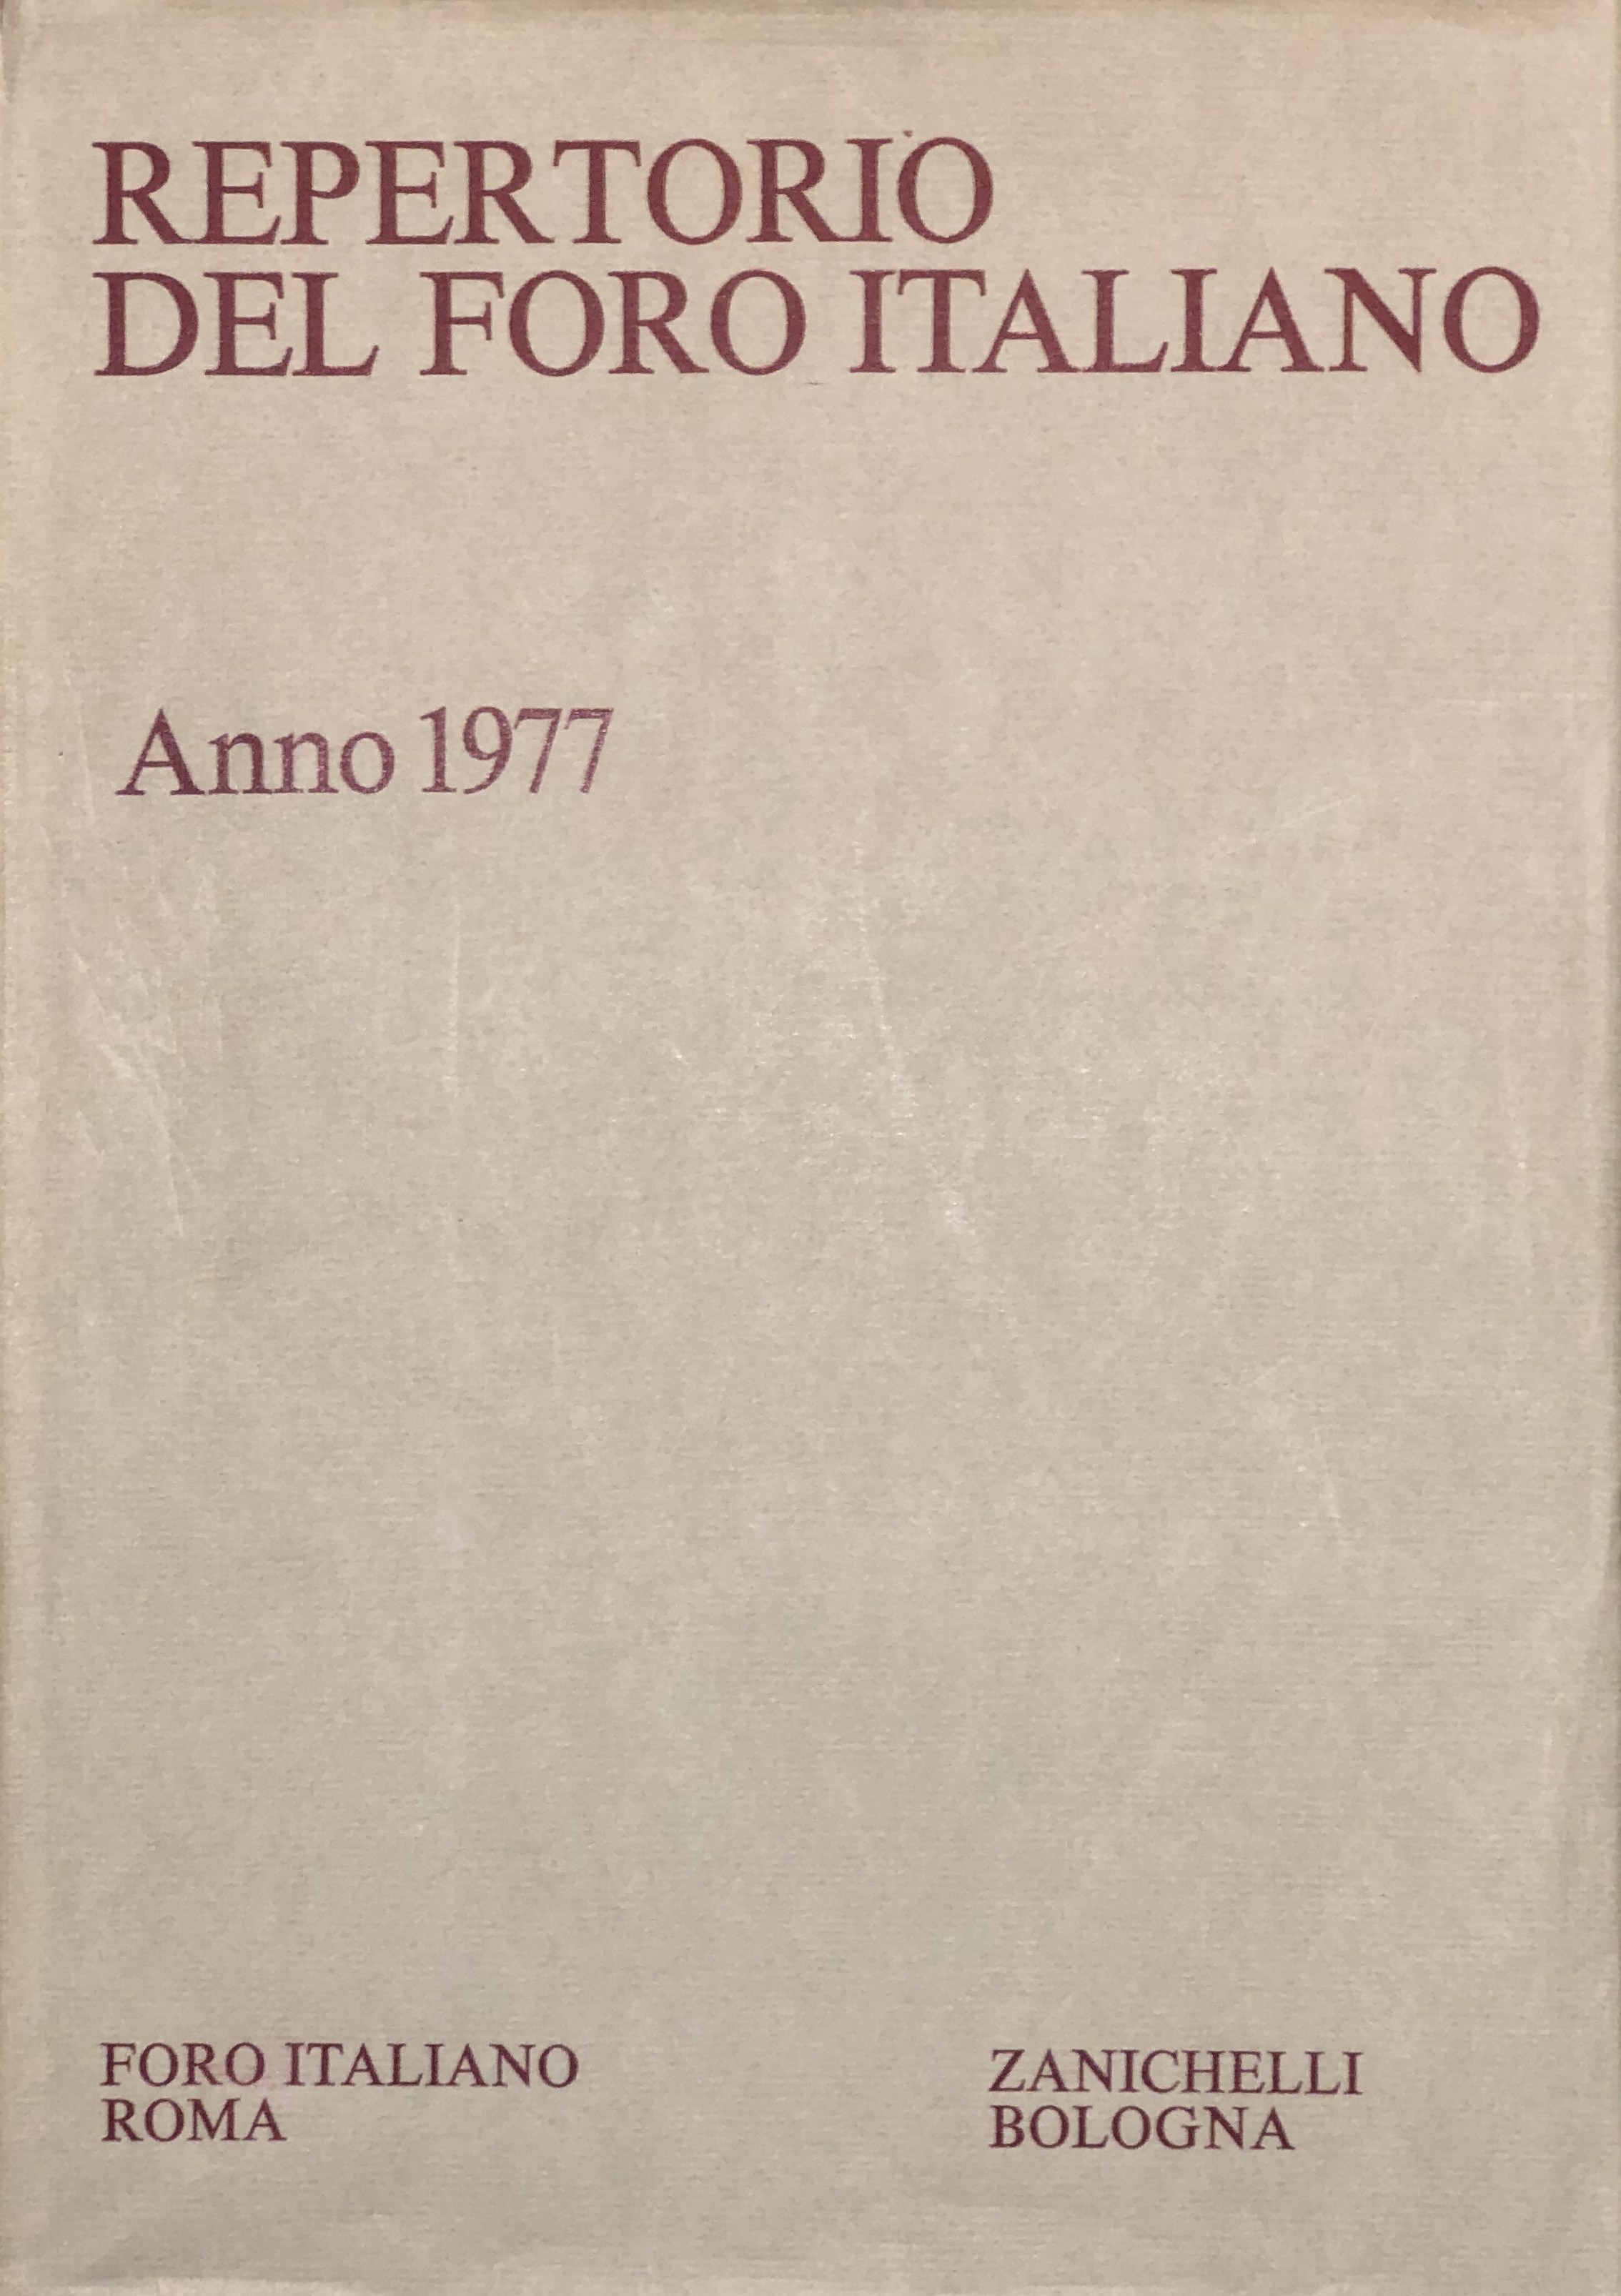 REPERTORIO
DEL FORO ITALIANO
Anno 1977
FORO ITALIANO
ROMA
ZANICHELLI
BOLOGNA